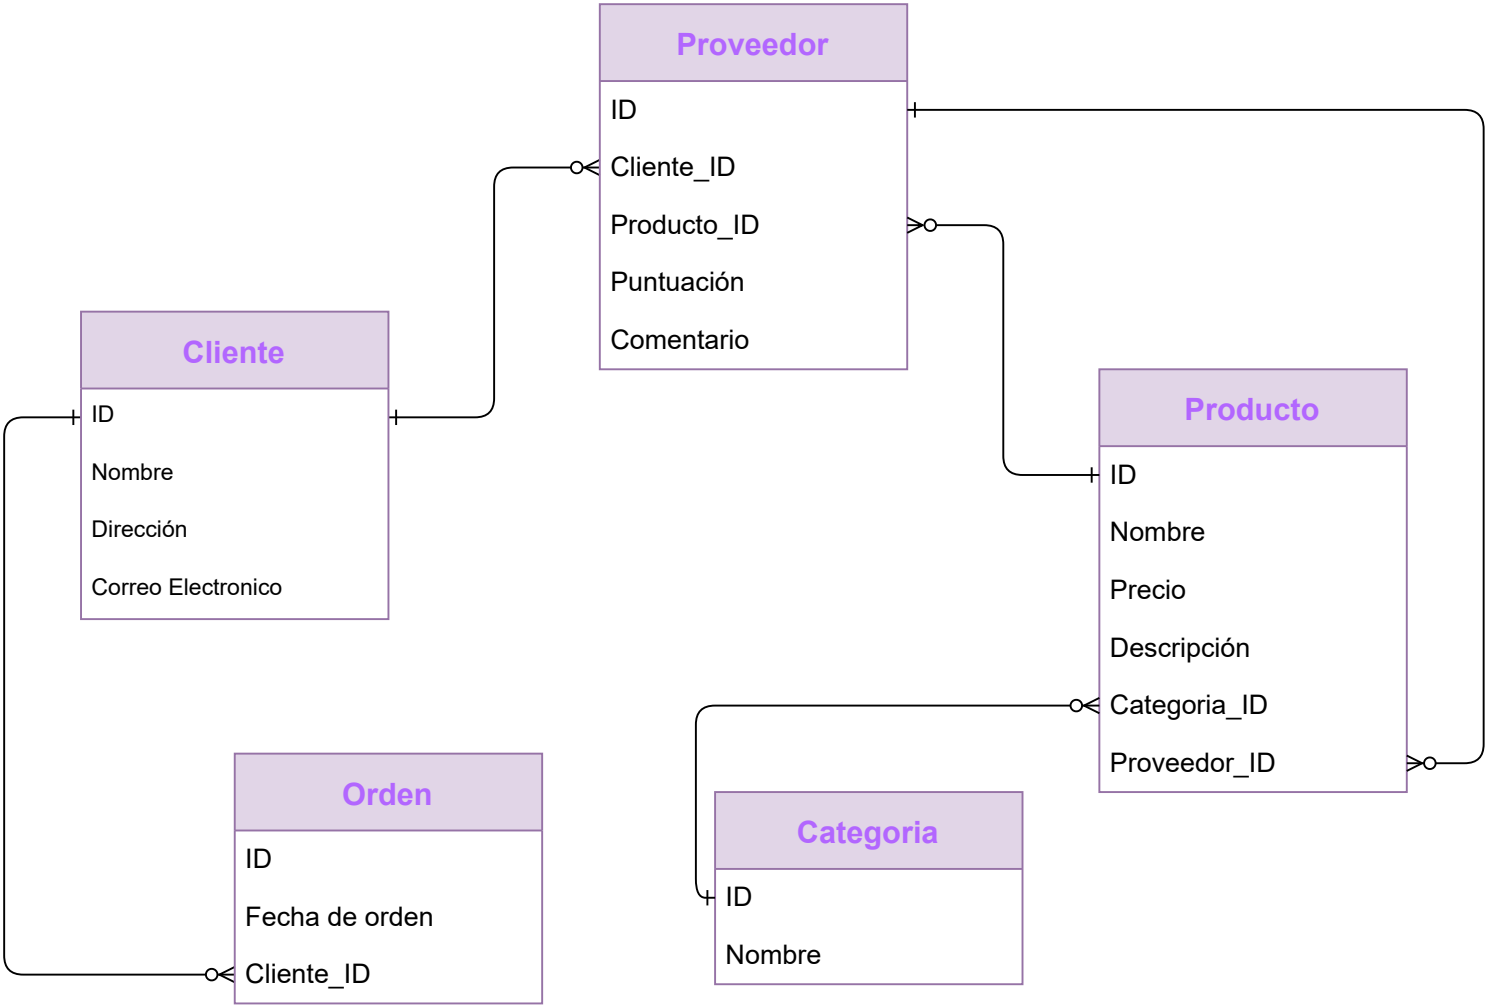 Proveedor
ID
Cliente_ID
Producto_ID
Puntuación
Comentario
Cliente
ID
Nombre
Dirección
Correo Electronico
Producto
ID
Nombre
Precio
Descripción
Categoria_ID
Proveedor_ID
Orden
ID
Fecha de orden
Cliente_ID
Categoria
ID
Nombre